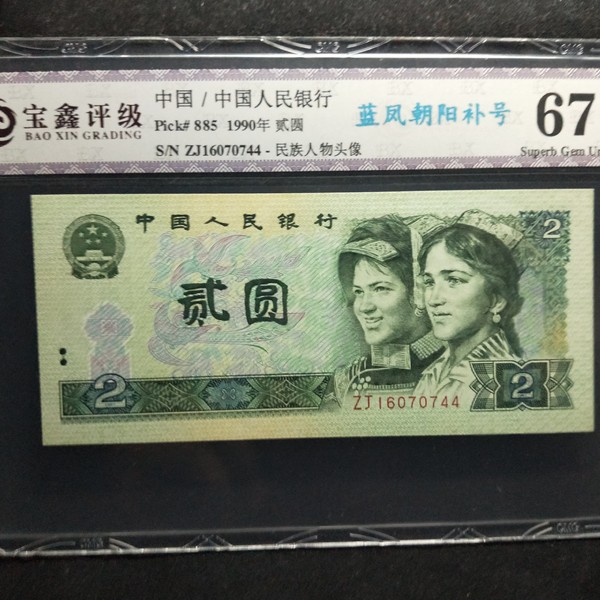 宝鑫评级
BAO XIN GRADING
中国 / 中国人民银行
Pick# 885 1990年 贰圆
S/N ZJ16070744 - 民族人物头像
蓝凤朝阳补号
67
Superb Gem Un
中国人民银行
2
贰圆
2
ZJ16070744
2